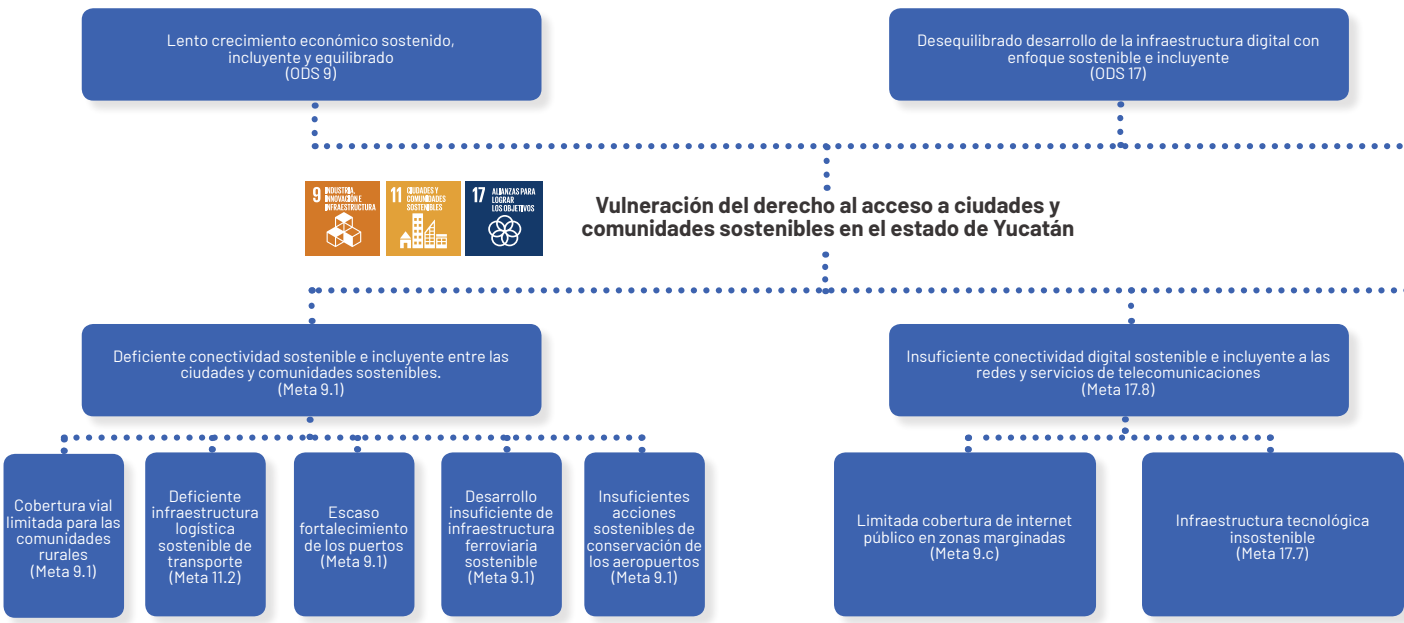 Lento crecimiento económico sostenido,
incluyente y equilibrado
(ODS 9)
Desequilibrado desarrollo de la infraestructura digital con
enfoque sostenible e incluyente
(ODS 17)
9 INDUSTRIA,
INNOVACIÓN E
INFRAESTRUCTURA
11 CIUDADES Y
COMUNIDADES
SOSTENIBLES
17 ALIANZAS PARA
LOGRAR
LOS OBJETIVOS
Vulneración del derecho al acceso a ciudades y
comunidades sostenibles en el estado de Yucatán
Deficiente conectividad sostenible e incluyente entre las
ciudades y comunidades sostenibles.
(Meta 9.1)
Insuficiente conectividad digital sostenible e incluyente a las
redes y servicios de telecomunicaciones
(Meta 17.8)
Cobertura vial
limitada para las
comunidades
rurales
(Meta 9.1)
Deficiente
infraestructura
logística
sostenible de
transporte
(Meta 11.2)
Escaso
fortalecimiento
de los puertos
(Meta 9.1)
Desarrollo
insuficiente de
infraestructura
ferroviaria
sostenible
(Meta 9.1)
Insuficientes
acciones
sostenibles de
conservación de
los aeropuertos
(Meta 9.1)
Limitada cobertura de internet
público en zonas marginadas
(Meta 9.c)
Infraestructura tecnológica
insostenible
(Meta 17.7)